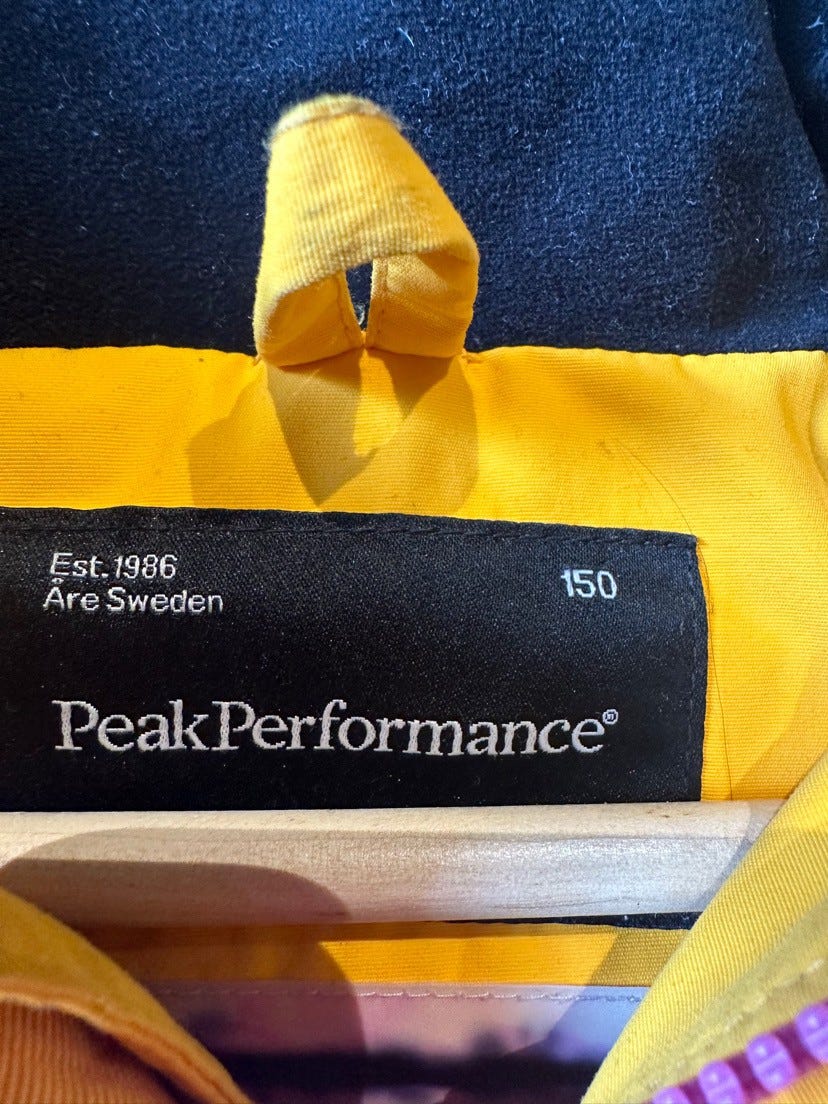 Est. 1986
Åre Sweden
150
PeakPerformance®